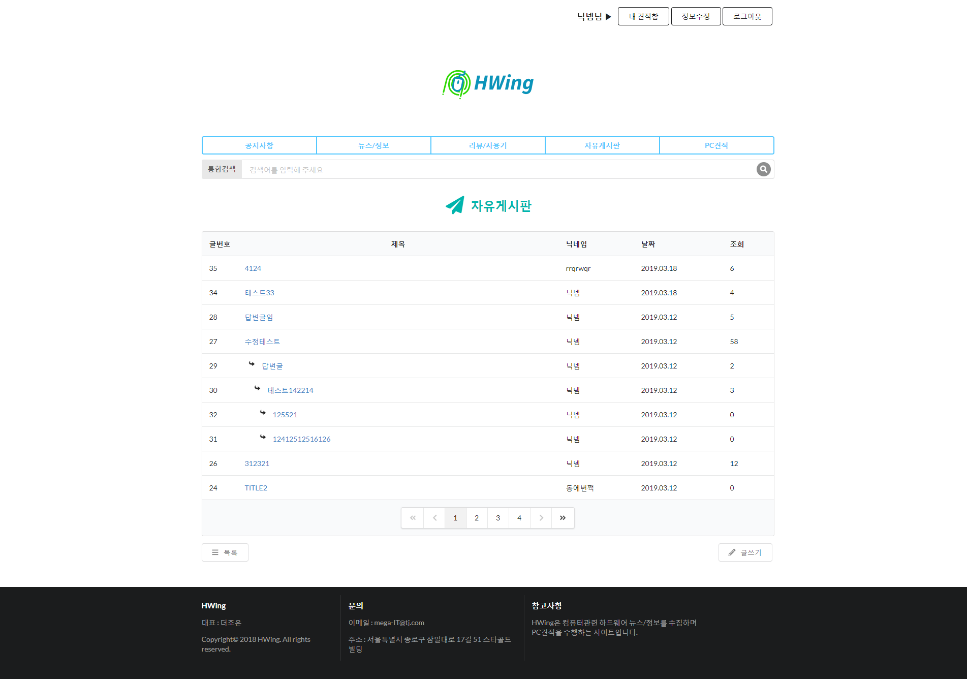 닉넴님 ▶ 내 견적함 정보수정 로그아웃
HWing
공지사항 뉴스/정보 리뷰/사용기 자유게시판 PC견적
통합검색 검색어를 입력해 주세요
자유게시판
글번호 제목 닉네임 날짜 조회
35 4124 rrqrwqr 2019.03.18 6
34 테스트33 닉넴 2019.03.18 4
28 답변글임 닉넴 2019.03.12 5
27 수정테스트 닉넴 2019.03.12 58
29 답변글 닉넴 2019.03.12 2
30 테스트142214 닉넴 2019.03.12 3
32 125521 닉넴 2019.03.12 0
31 12412512516126 닉넴 2019.03.12 0
26 312321 닉넴 2019.03.12 12
24 TITLE2 동에번쩍 2019.03.12 0
« ‹ 1 2 3 4 › »
목록 글쓰기
HWing 문의 참고사항
대표 : 더조은 이메일 : mega-IT@tj.com HWing은 컴퓨터관련 하드웨어 뉴스/정보를 수집하며
PC견적을 수행하는 사이트입니다.
Copyright© 2018 HWing. All rights 주소 : 서울특별시 종로구 삼일대로 17길 51 스타골드
reserved. 빌딩